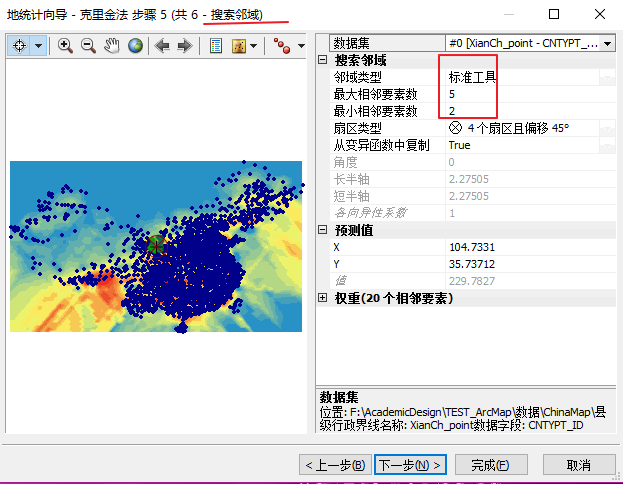 地统计向导 - 克里金法 步骤 5 (共 6 - 搜索邻域)
数据集 #0 [XianCh_point - CNTYPT_...
搜索邻域
邻域类型 标准工具
最大相邻要素数 5
最小相邻要素数 2
扇区类型 4 个扇区且偏移 45°
从变异函数中复制 True
角度 0
长半轴 2.27505
短半轴 2.27505
各向异性系数 1
预测值
X 104.7331
Y 35.73712
值 229.7827
权重(20 个相邻要素)
数据集
位置: F:\AcademicDesign\TEST_ArcMap\数据\ChinaMap\县
级行政界线名称: XianCh_point数据字段: CNTYPT_ID
< 上一步(B) 下一步(N) > 完成(F) 取消